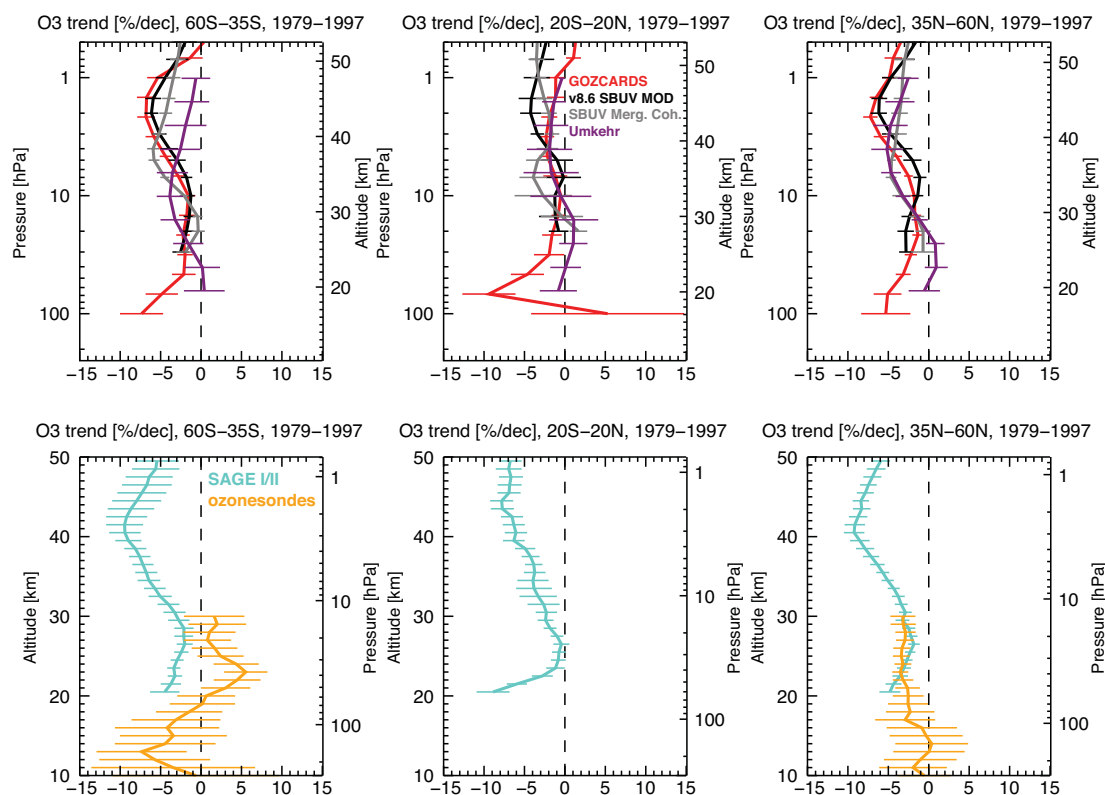 O3 trend [%/dec], 60S−35S, 1979−1997
O3 trend [%/dec], 20S−20N, 1979−1997
O3 trend [%/dec], 35N−60N, 1979−1997
Pressure [hPa]
1
10
100
50
40
30
20
Altitude [km]
−15 −10 −5 0 5 10 15
Pressure [hPa]
1
10
100
GOZCARDS
v8.6 SBUV MOD
SBUV Merg. Coh.
Umkehr
50
40
30
20
Altitude [km]
−15 −10 −5 0 5 10 15
Pressure [hPa]
1
10
100
50
40
30
20
Altitude [km]
−15 −10 −5 0 5 10 15
O3 trend [%/dec], 60S−35S, 1979−1997
O3 trend [%/dec], 20S−20N, 1979−1997
O3 trend [%/dec], 35N−60N, 1979−1997
Altitude [km]
50
40
30
20
10
SAGE I/II
ozonesondes
1
10
100
Pressure [hPa]
−15 −10 −5 0 5 10 15
Altitude [km]
50
40
30
20
10
1
10
100
Pressure [hPa]
−15 −10 −5 0 5 10 15
Altitude [km]
50
40
30
20
10
1
10
100
Pressure [hPa]
−15 −10 −5 0 5 10 15